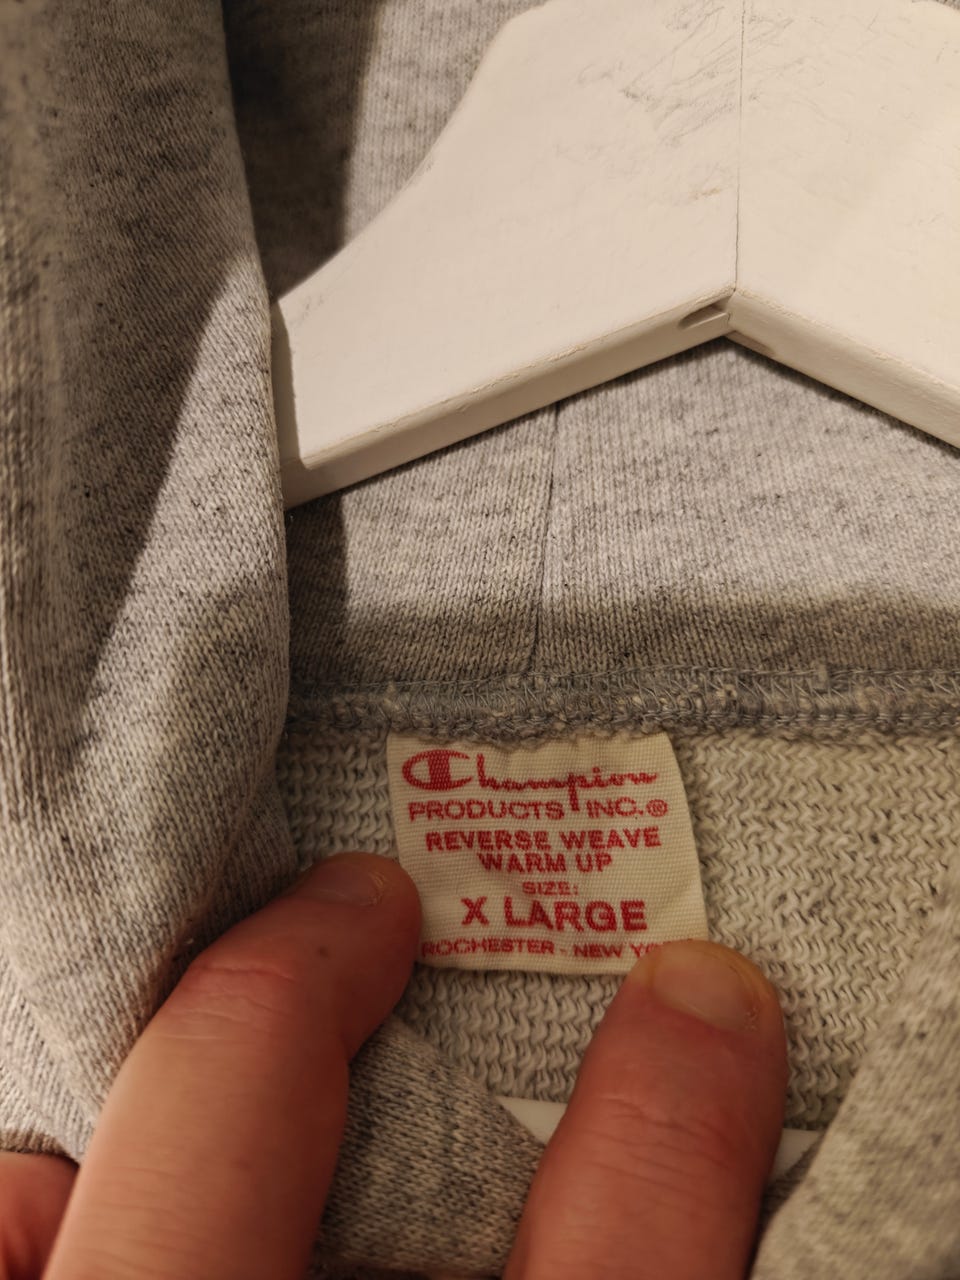 Champion
PRODUCTS INC.®
REVERSE WEAVE
WARM UP
SIZE:
X LARGE
ROCHESTER - NEW